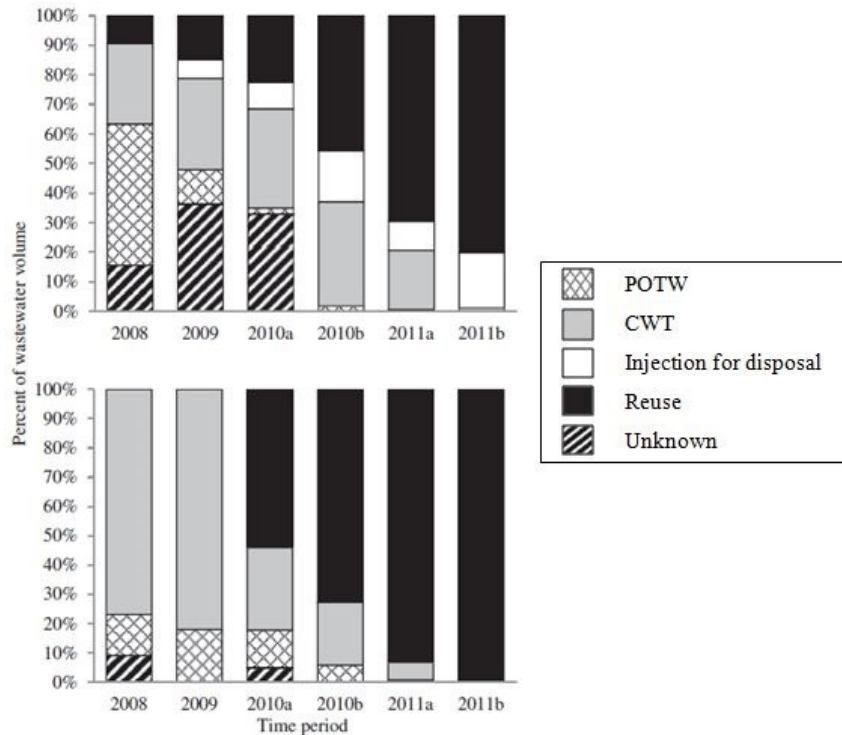 Percent of wastewater volume
100%
90%
80%
70%
60%
50%
40%
30%
20%
10%
0%
2008 2009 2010a 2010b 2011a 2011b
100%
90%
80%
70%
60%
50%
40%
30%
20%
10%
0%
2008 2009 2010a 2010b 2011a 2011b
Time period
POTW
CWT
Injection for disposal
Reuse
Unknown